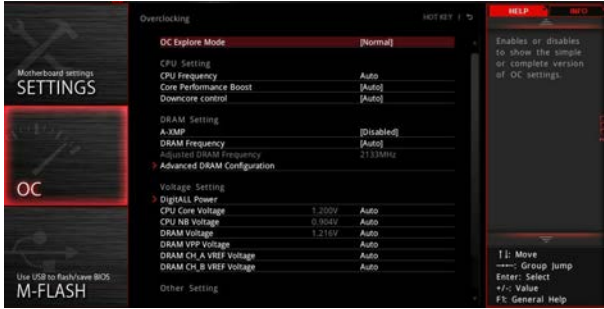 Overclocking
HOT KEY
HELP
INFO
Motherboard settings
SETTINGS
OC
Use USB to flash/save BIOS
M-FLASH
OC Explore Mode [Normal]
CPU Setting
CPU Frequency Auto
Core Performance Boost [Auto]
Downcore control [Auto]
DRAM Setting
A-XMP [Disabled]
DRAM Frequency [Auto]
Adjusted DRAM Frequency 2133MHz
> Advanced DRAM Configuration
Voltage Setting
> DigitALL Power
CPU Core Voltage 1.200V Auto
CPU NB Voltage 0.904V Auto
DRAM Voltage 1.216V Auto
DRAM VPP Voltage Auto
DRAM CH_A VREF Voltage Auto
DRAM CH_B VREF Voltage Auto
Other Setting
Enables or disables
to show the simple
or complete version
of OC settings.
↑↓: Move
→←: Group Jump
Enter: Select
+/-: Value
F1: General Help